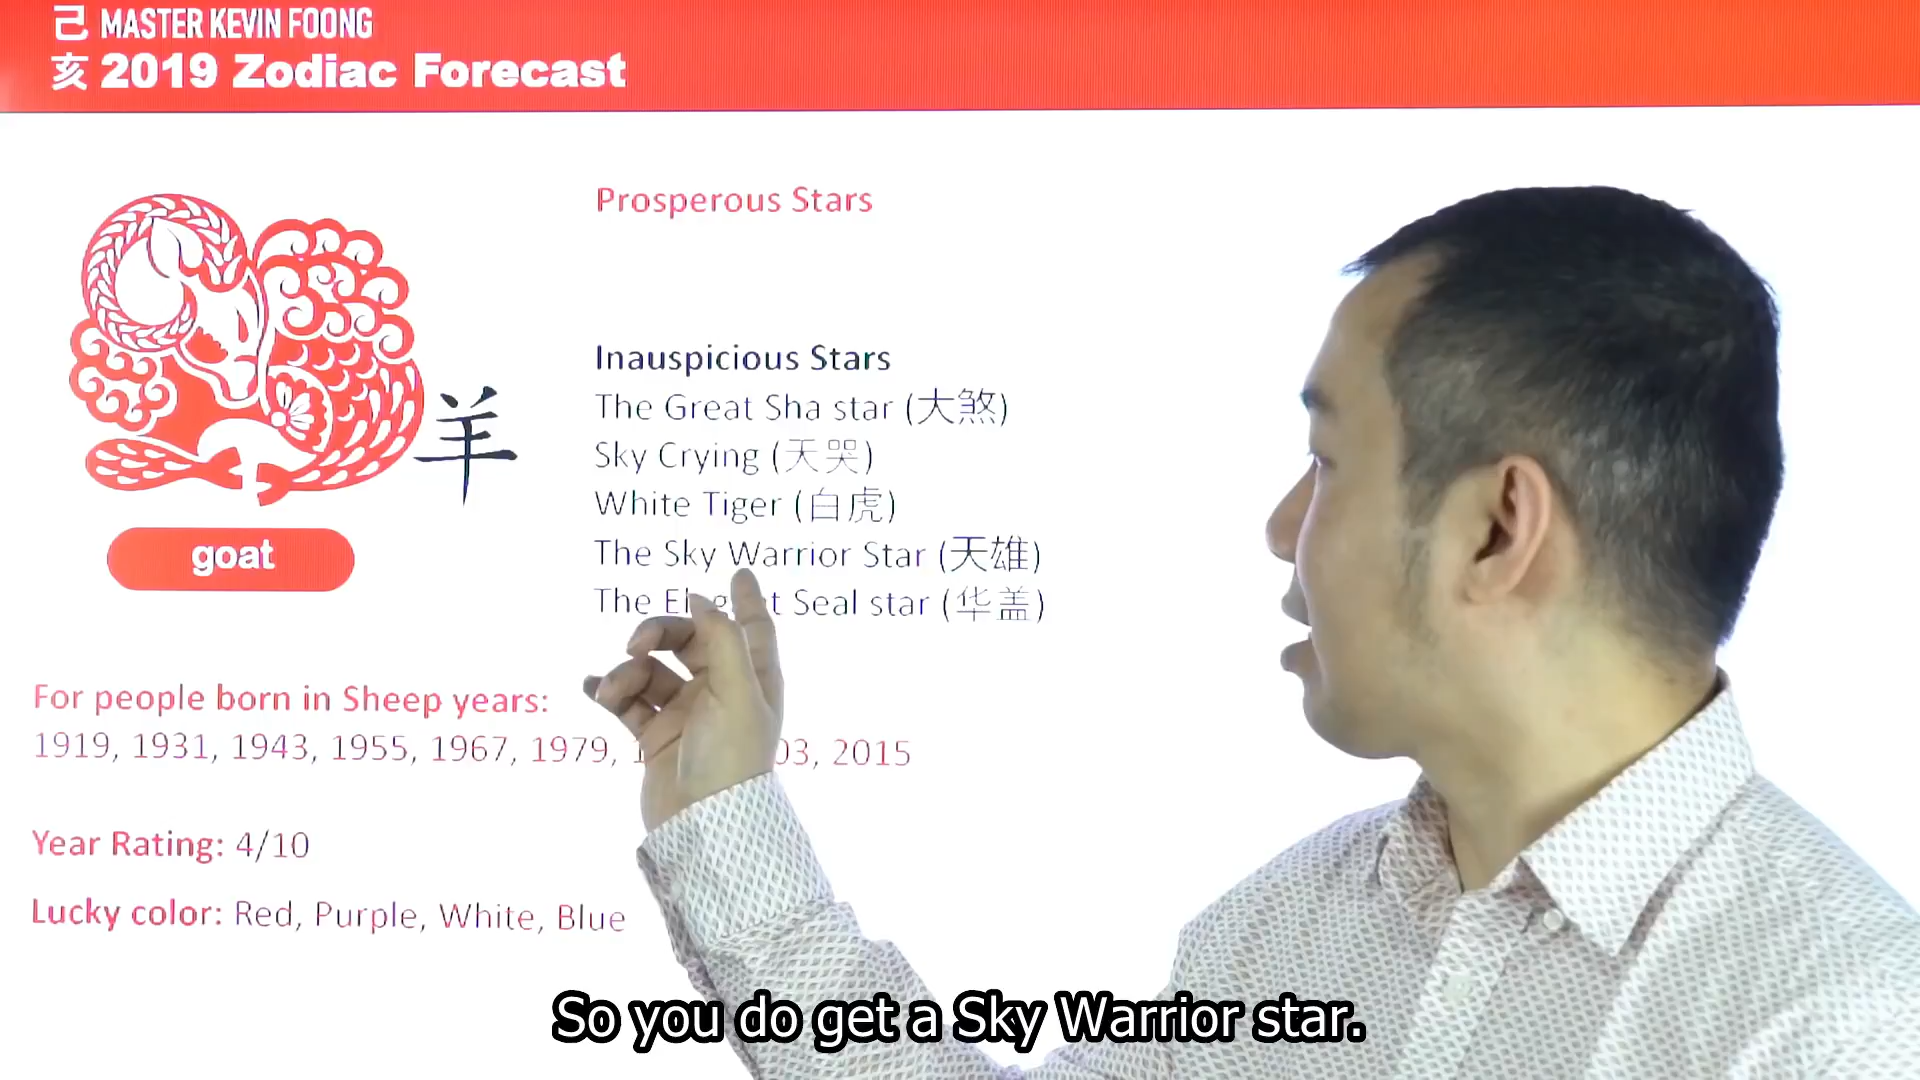 己 MASTER KEVIN FOONG
亥 2019 Zodiac Forecast
Prosperous Stars
Inauspicious Stars
The Great Sha star (大煞)
Sky Crying (天哭)
White Tiger (白虎)
The Sky Warrior Star (天雄)
The Seal star (华盖)
羊
goat
For people born in Sheep years:
1919, 1931, 1943, 1955, 1967, 1979, 2015
Year Rating: 4/10
Lucky color: Red, Purple, White, Blue
So you do get a Sky Warrior star.